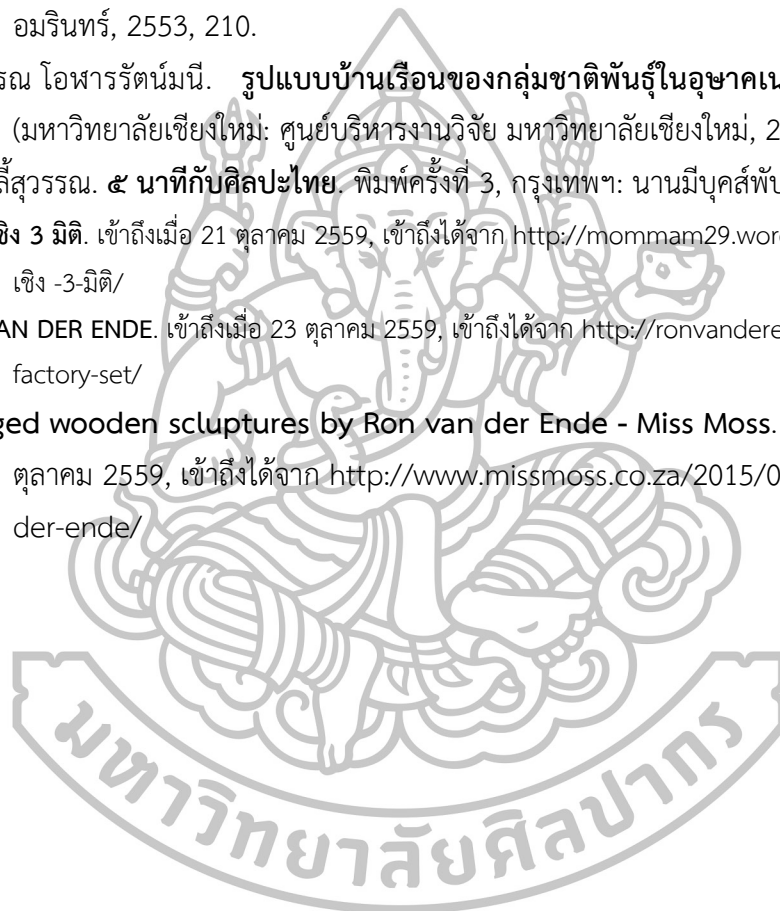 อมรินทร์, 2553, 210.
รณ โอฬารรัตน์มนี. รูปแบบบ้านเรือนของกลุ่มชาติพันธุ์ในอุษาคเน
(มหาวิทยาลัยเชียงใหม่: ศูนย์บริหารงานวิจัย มหาวิทยาลัยเชียงใหม่, 2
ลี้สุวรรณ. ๕ นาทีกับศิลปะไทย. พิมพ์ครั้งที่ 3, กรุงเทพฯ: นานมีบุคส์พับ
ชิง 3 มิติ. เข้าถึงเมื่อ 21 ตุลาคม 2559, เข้าถึงได้จาก http://mommam29.wor
เชิง -3-มิติ/
AN DER ENDE. เข้าถึงเมื่อ 23 ตุลาคม 2559, เข้าถึงได้จาก http://ronvandere
factory-set/
ged wooden scluptures by Ron van der Ende - Miss Moss.
ตุลาคม 2559, เข้าถึงได้จาก http://www.missmoss.co.za/2015/0
der-ende/
มหาวิทยาลัยศิลปากร